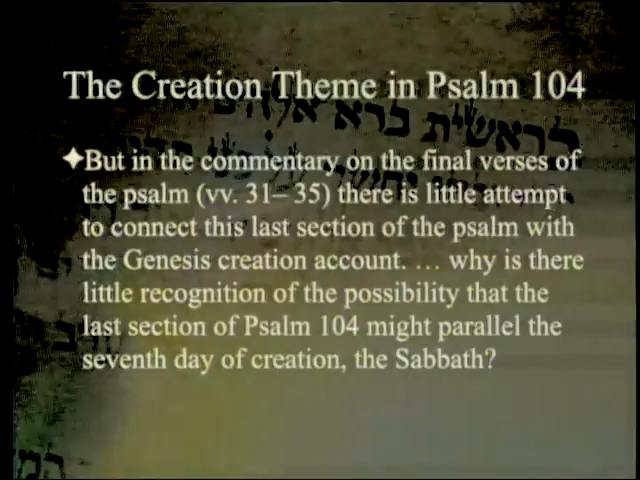 The Creation Theme in Psalm 104
בראשית ברא אלהים
✦But in the commentary on the final verses of
the psalm (vv. 31– 35) there is little attempt
to connect this last section of the psalm with
the Genesis creation account. … why is there
little recognition of the possibility that the
last section of Psalm 104 might parallel the
seventh day of creation, the Sabbath?